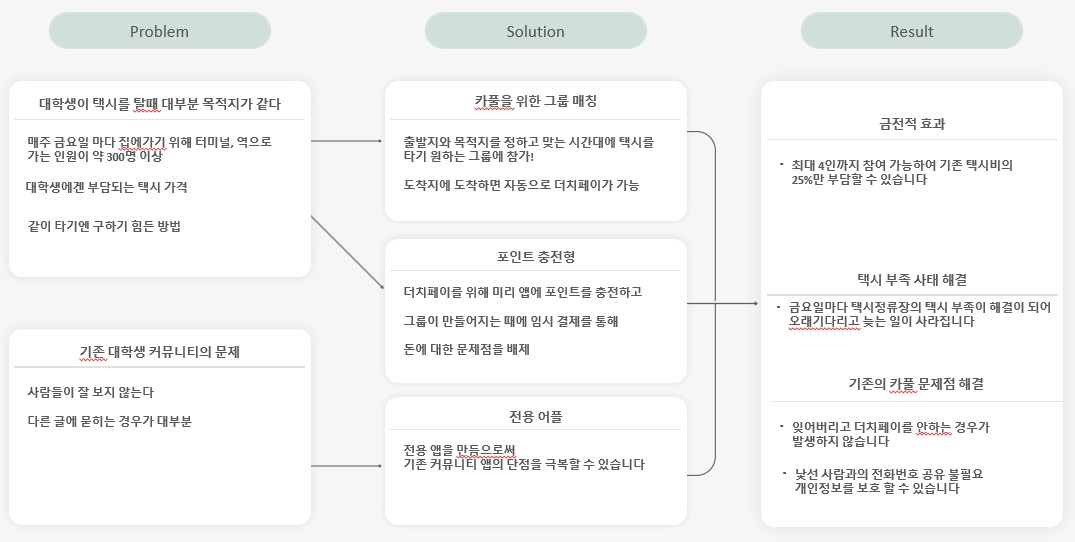 Problem
Solution
Result
대학생이 택시를 탈때 대부분 목적지가 같다
매주 금요일 마다 집에가기 위해 터미널, 역으로
가는 인원이 약 300명 이상
대학생에겐 부담되는 택시 가격
같이 타기엔 구하기 힘든 방법
기존 대학생 커뮤니티의 문제
사람들이 잘 보지 않는다
다른 글에 묻히는 경우가 대부분
카풀을 위한 그룹 매칭
출발지와 목적지를 정하고 맞는 시간대에 택시를
타기 원하는 그룹에 참가!
도착지에 도착하면 자동으로 더치페이가 가능
포인트 충전형
더치페이를 위해 미리 앱에 포인트를 충전하고
그룹이 만들어지는 때에 임시 결제를 통해
돈에 대한 문제점을 배제
전용 어플
전용 앱을 만듬으로써
기존 커뮤니티 앱의 단점을 극복할 수 있습니다
금전적 효과
- 최대 4인까지 참여 가능하여 기존 택시비의
25%만 부담할 수 있습니다
택시 부족 사태 해결
- 금요일마다 택시정류장의 택시 부족이 해결이 되어
오래기다리고 늦는 일이 사라집니다
기존의 카풀 문제점 해결
- 잊어버리고 더치페이를 안하는 경우가
발생하지 않습니다
- 낯선 사람과의 전화번호 공유 불필요
개인정보를 보호 할 수 있습니다